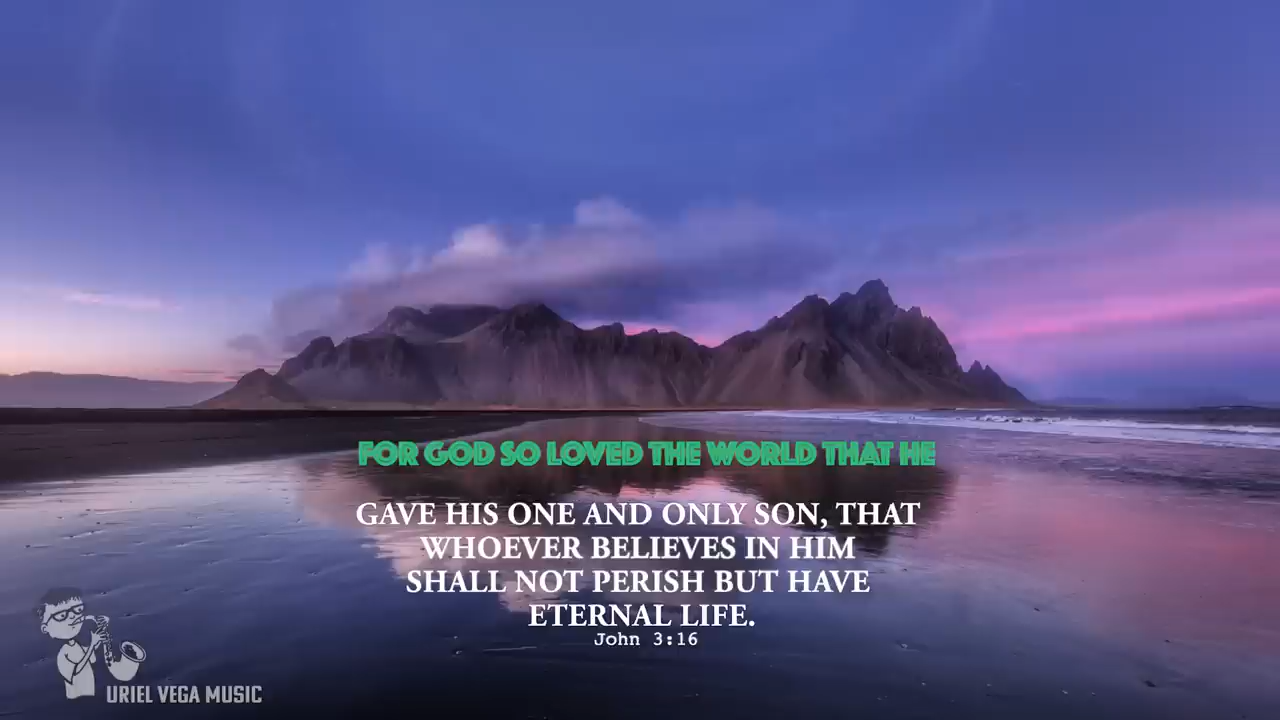 FOR GOD SO LOVED THE WORLD THAT HE
GAVE HIS ONE AND ONLY SON, THAT
WHOEVER BELIEVES IN HIM
SHALL NOT PERISH BUT HAVE
ETERNAL LIFE.
John 3:16
URIEL VEGA MUSIC